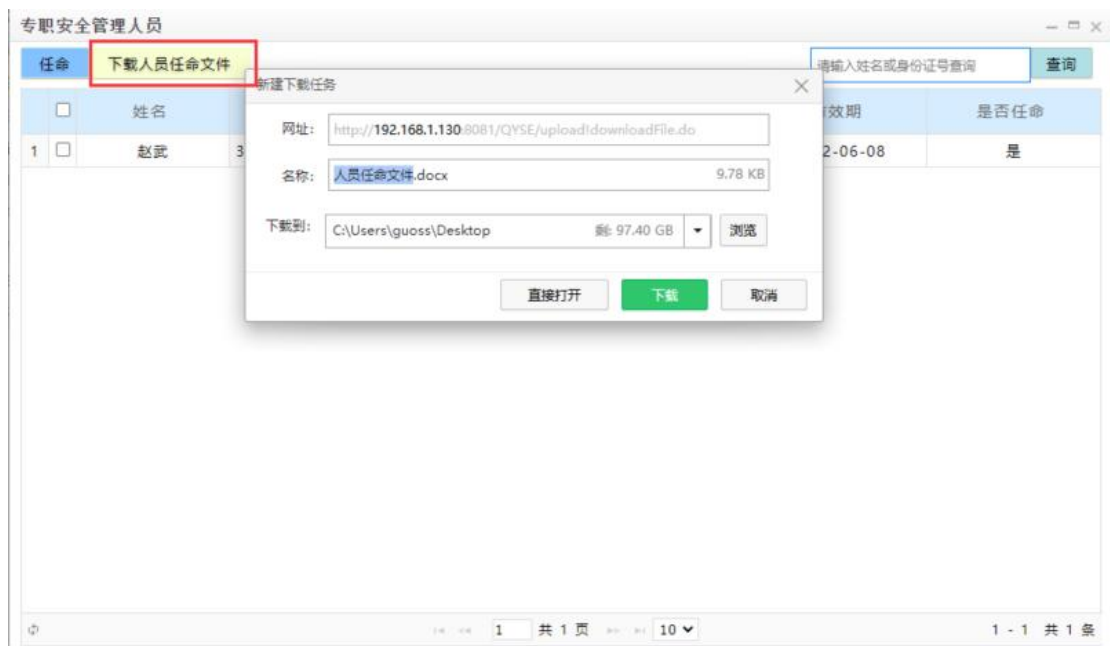 专职安全管理人员
任命 下载人员任命文件 请输入姓名或身份证号查询 查询
新建下载任务
姓名 效期 是否任命
网址: http://192.168.1.130:8081/QYSE/upload!downloadFile.do
1 赵武 3 2-06-08 是
名称: 人员任命文件.docx 9.78 KB
下载到: C:\Users\guoss\Desktop 剩: 97.40 GB 浏览
直接打开 下载 取消
1 共 1 页 10 1 - 1 共 1 条